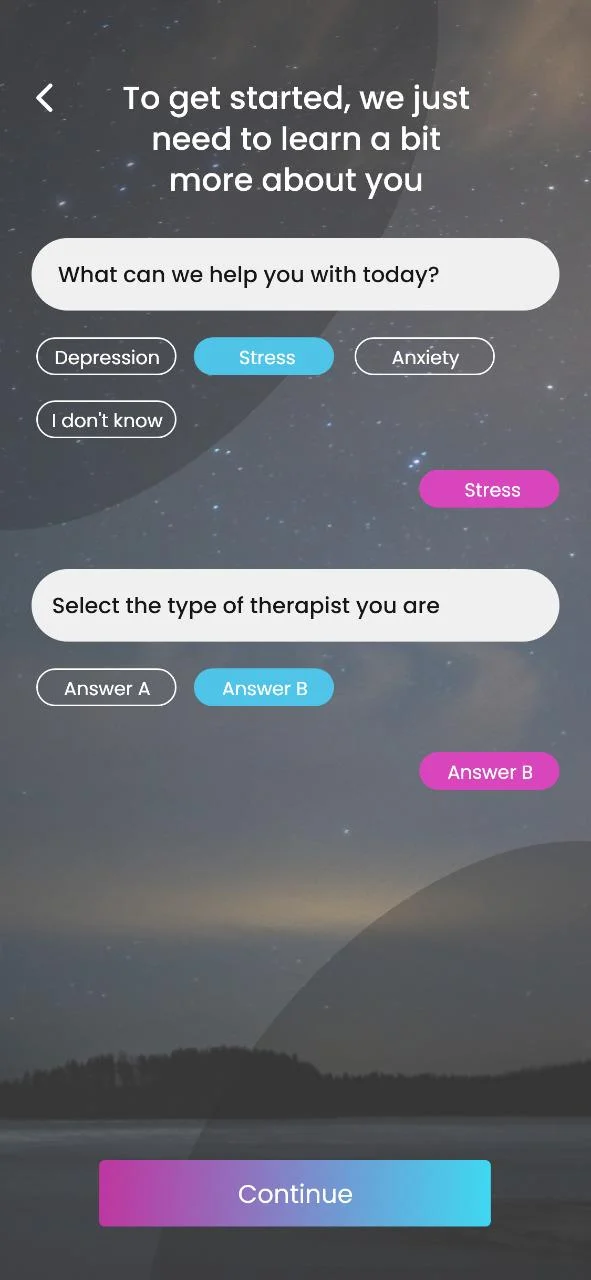 To get started, we just
need to learn a bit
more about you
What can we help you with today?
Depression Stress Anxiety
I don't know
Stress
Select the type of therapist you are
Answer A Answer B
Answer B
Continue